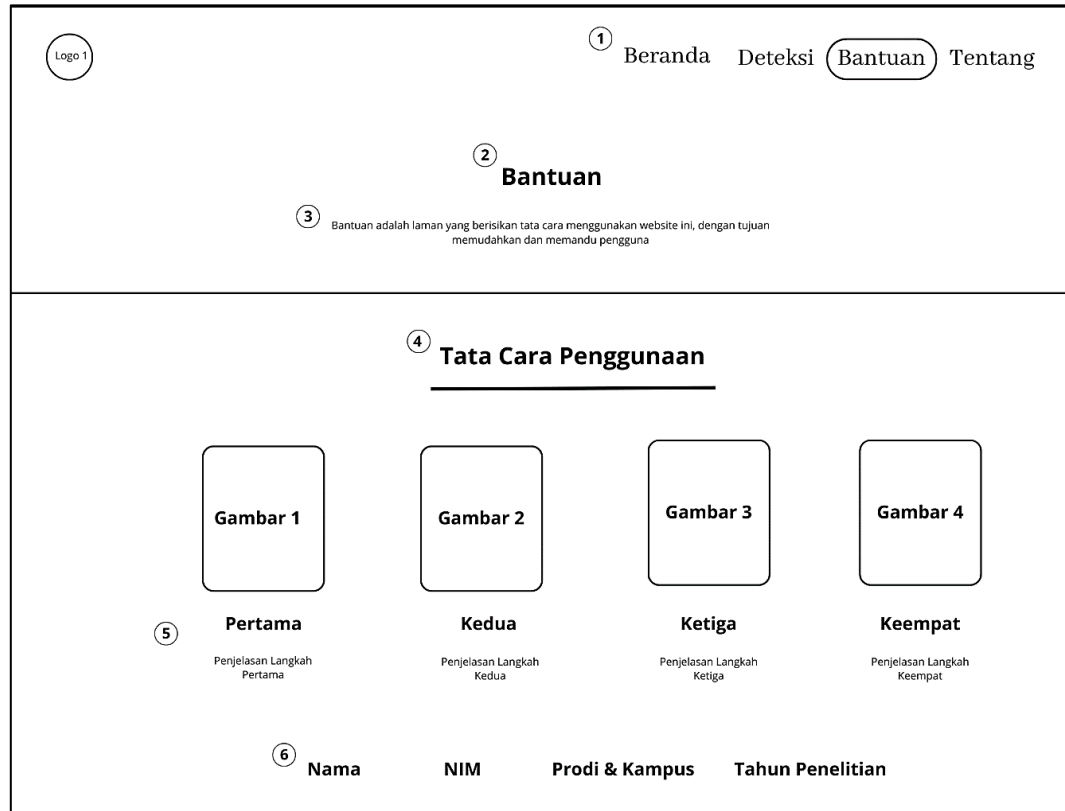 Logo 1
1 Beranda Deteksi Bantuan Tentang
2
Bantuan
3 Bantuan adalah laman yang berisikan tata cara menggunakan website ini, dengan tujuan
memudahkan dan memandu pengguna
4
Tata Cara Penggunaan
Gambar 1 Gambar 2 Gambar 3 Gambar 4
5 Pertama Kedua Ketiga Keempat
Penjelasan Langkah Penjelasan Langkah Penjelasan Langkah Penjelasan Langkah
Pertama Kedua Ketiga Keempat
6 Nama NIM Prodi & Kampus Tahun Penelitian